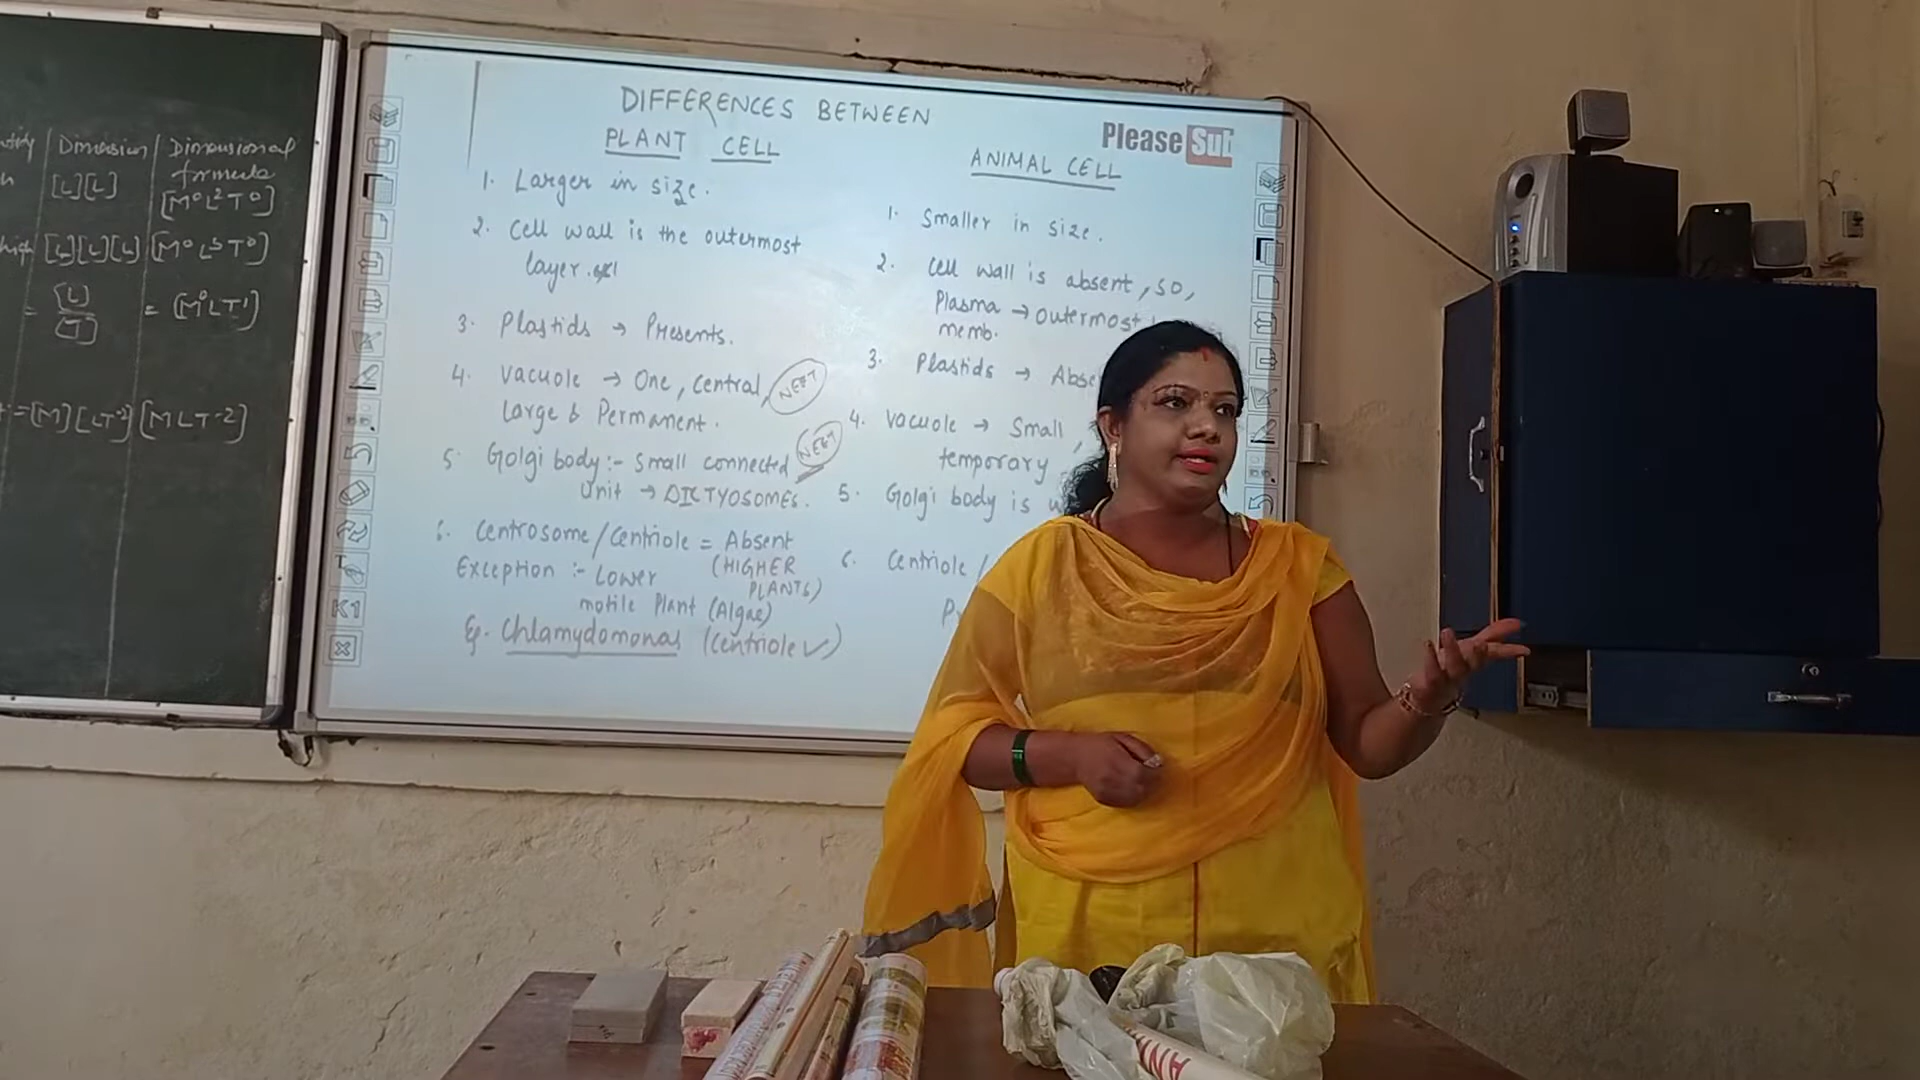 Dimension
Dimensional
formula
[L][L]
[M⁰L²T⁰]
[L][L][L]
[M⁰L³T⁰]
= [L]
[T]
= [M⁰LT¹]
=[M][LT⁻²]
[MLT⁻²]
DIFFERENCES BETWEEN
PLANT CELL
1. Larger in size.
2. Cell wall is the outermost
layer.
3. Plastids → Presents.
4. Vacuole → One, Central, NEET
Large & Permanent.
5. Golgi body:- Small connected NEET
Unit → DICTYOSOMES.
6. Centrosome/Centriole = Absent
(HIGHER
PLANTS)
Exception :- Lower
motile Plant (Algae)
Eg. Chlamydomonas (Centriole ✓)
Please Sub
ANIMAL CELL
1. Smaller in size.
2. Cell wall is absent, so,
Plasma → outermost
memb.
3. Plastids →
4. Vacuole → Small,
temporary
5. Golgi body is
6. Centriole/
T
K1